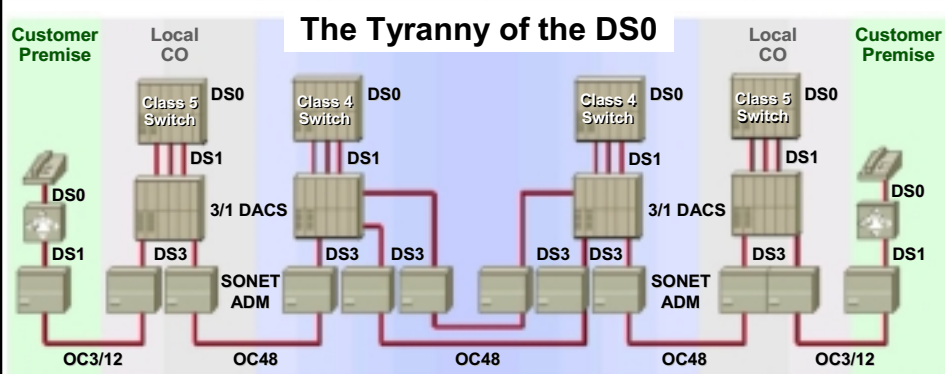 The Tyranny of the DS0
Customer
Premise
Local
CO
Local
CO
Customer
Premise
Class 5
Switch
DS0
Class 4
Switch
DS0
Class 4
Switch
DS0
Class 5
Switch
DS0
DS1
DS1
DS1
DS1
DS0
3/1 DACS
3/1 DACS
DS0
DS1
DS3
DS3
DS3
DS3
DS3
DS3
DS1
SONET
ADM
SONET
ADM
OC3/12
OC48
OC48
OC48
OC3/12